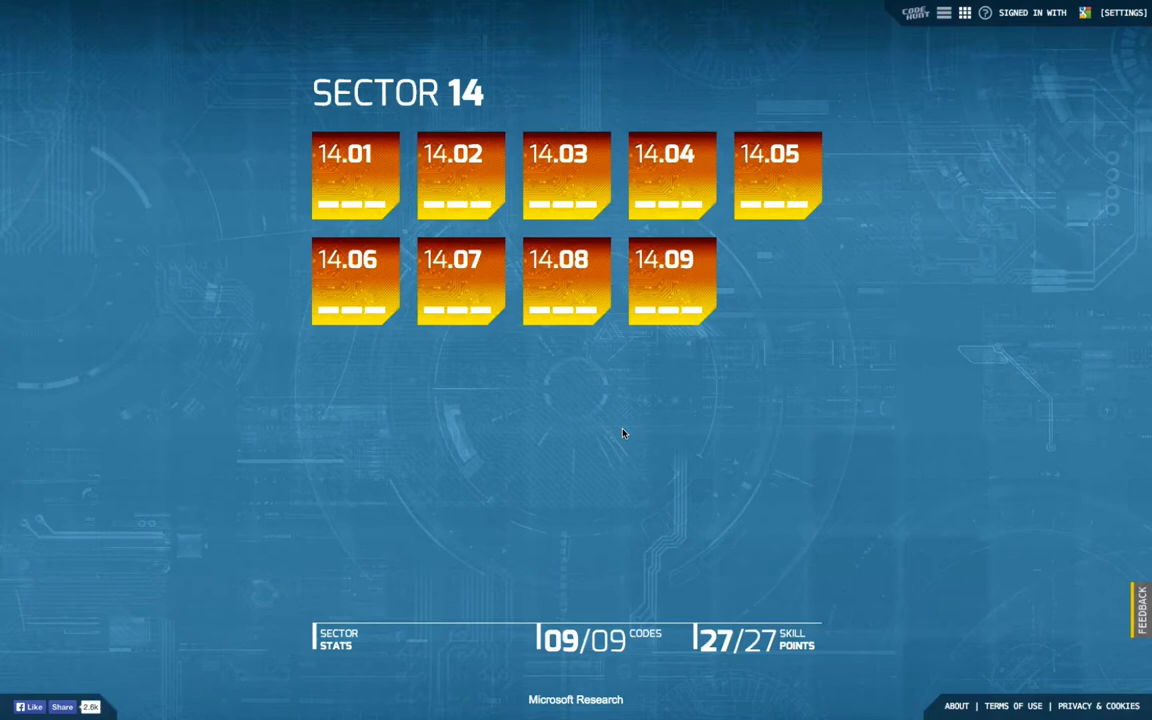 CODE HUNT
SIGNED IN WITH
[SETTINGS]
SECTOR 14
14.01
14.02
14.03
14.04
14.05
14.06
14.07
14.08
14.09
FEEDBACK
SECTOR STATS
09/09 CODES
27/27 SKILL POINTS
Like
Share
2.6k
Microsoft Research
ABOUT | TERMS OF USE | PRIVACY & COOKIES